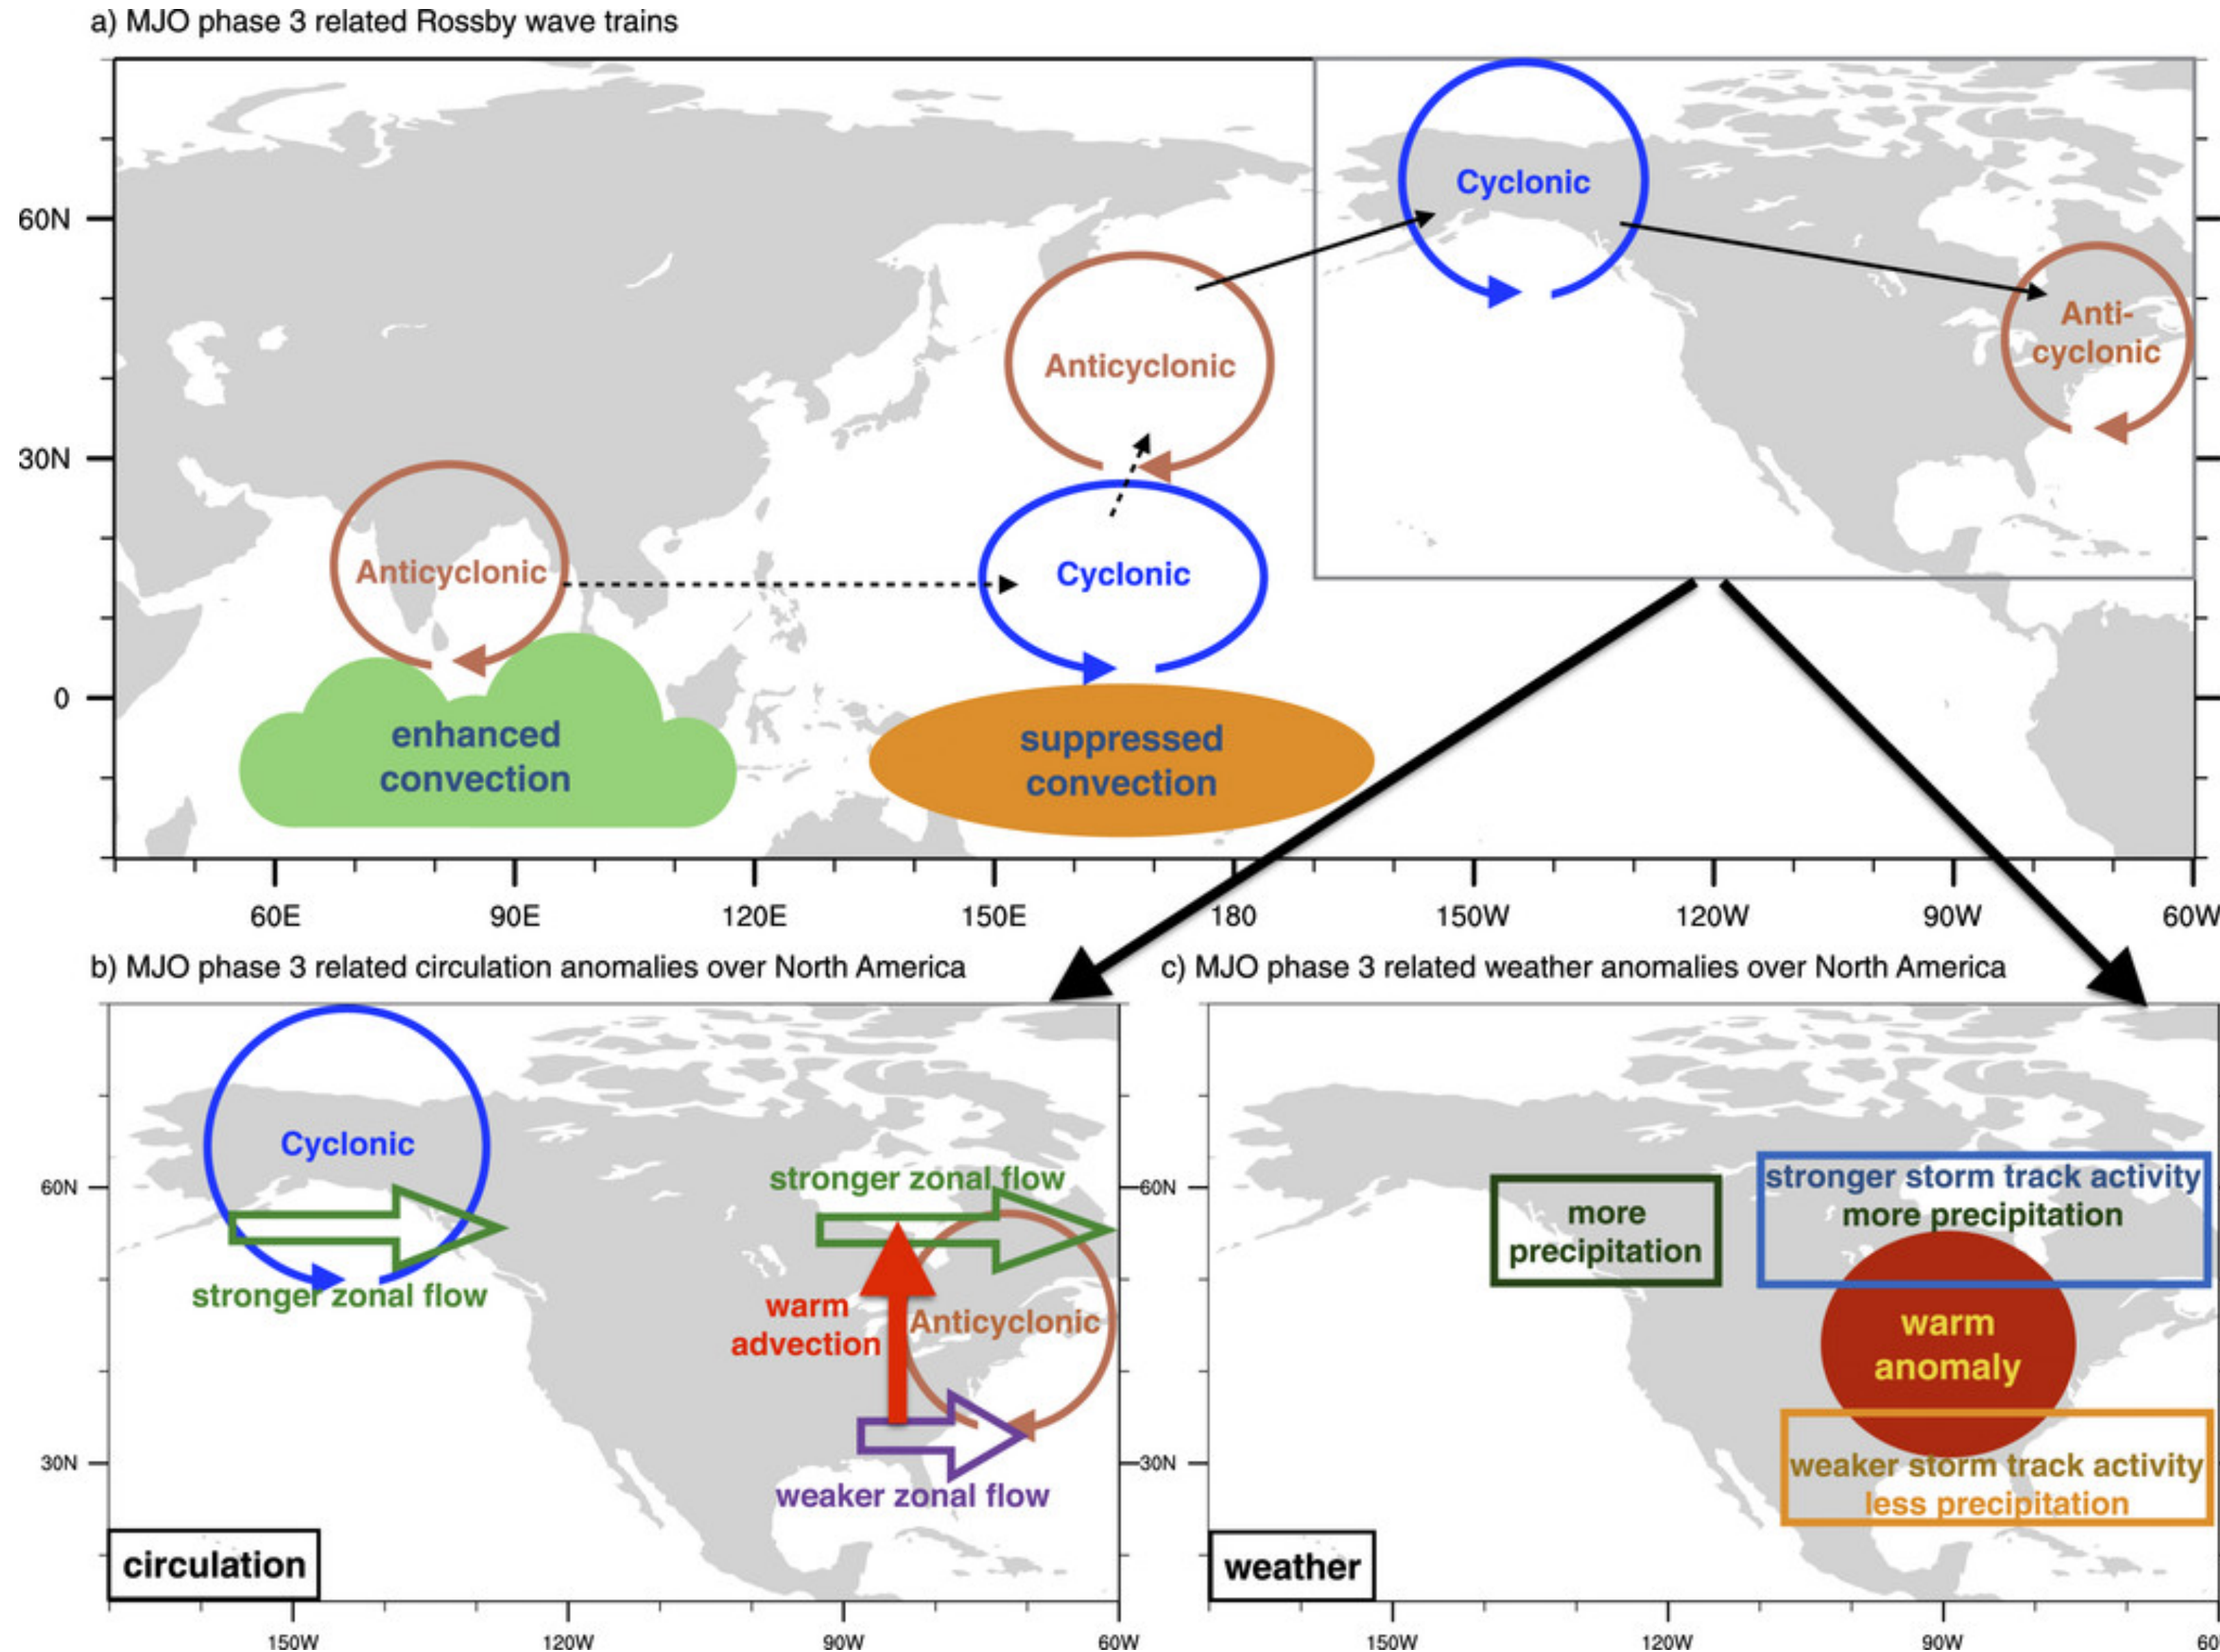 a) MJO phase 3 related Rossby wave trains
60N
30N
0
Cyclonic
Anti-
cyclonic
Anticyclonic
Anticyclonic
Cyclonic
enhanced
convection
suppressed
convection
60E
90E
120E
150E
180
150W
120W
90W
60W
b) MJO phase 3 related circulation anomalies over North America
60N
30N
Cyclonic
stronger zonal flow
stronger zonal flow
warm
advection
Anticyclonic
weaker zonal flow
circulation
150W
120W
90W
60W
c) MJO phase 3 related weather anomalies over North America
60N
30N
more
precipitation
stronger storm track activity
more precipitation
warm
anomaly
weaker storm track activity
less precipitation
weather
150W
120W
90W
60